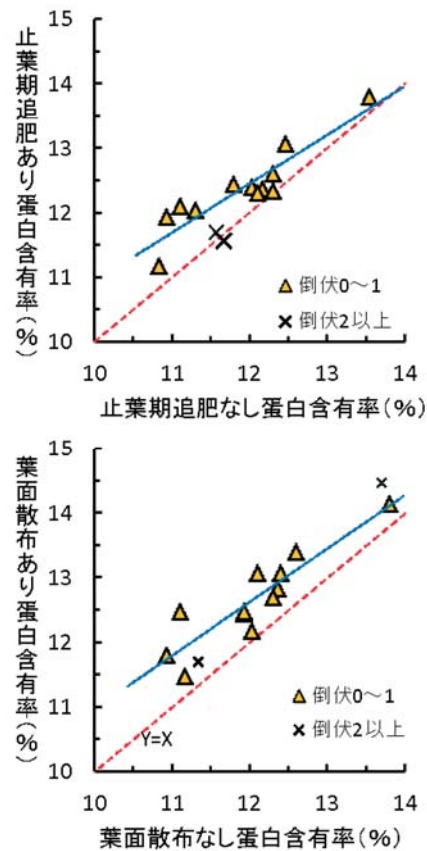 止葉期追肥あり蛋白含有率(%)
15
14
13
12
11
10
倒伏0～1
倒伏2以上
10 11 12 13 14
止葉期追肥なし蛋白含有率(%)
葉面散布あり蛋白含有率(%)
15
14
13
12
11
10
Y=X
倒伏0～1
倒伏2以上
10 11 12 13 14
葉面散布なし蛋白含有率(%)